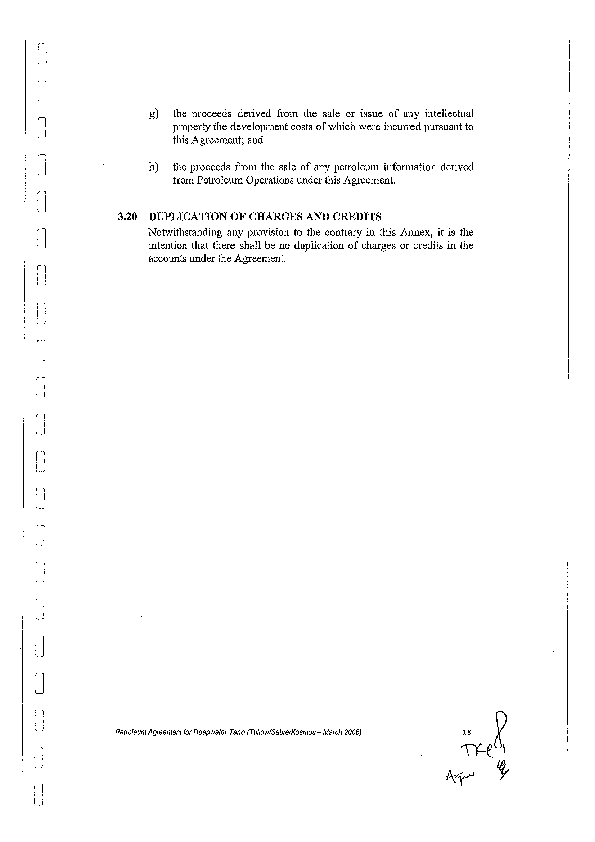 g) the proceeds derived from the sale or issue of any intellectual
property the development costs of which were incurred pursuant to
this Agreement; and
h) the proceeds from the sale of any petroleum information derived
from Petroleum Operations under this Agreement.
3.20 DUPLICATION OF CHARGES AND CREDITS
Notwithstanding any provision to the contrary in this Annex, it is the
intention that there shall be no duplication of charges or credits in the
accounts under the Agreement.
Petroleum Agreement for Deepwater Tano (Tullow/Sabre/Kosmos – March 2006)